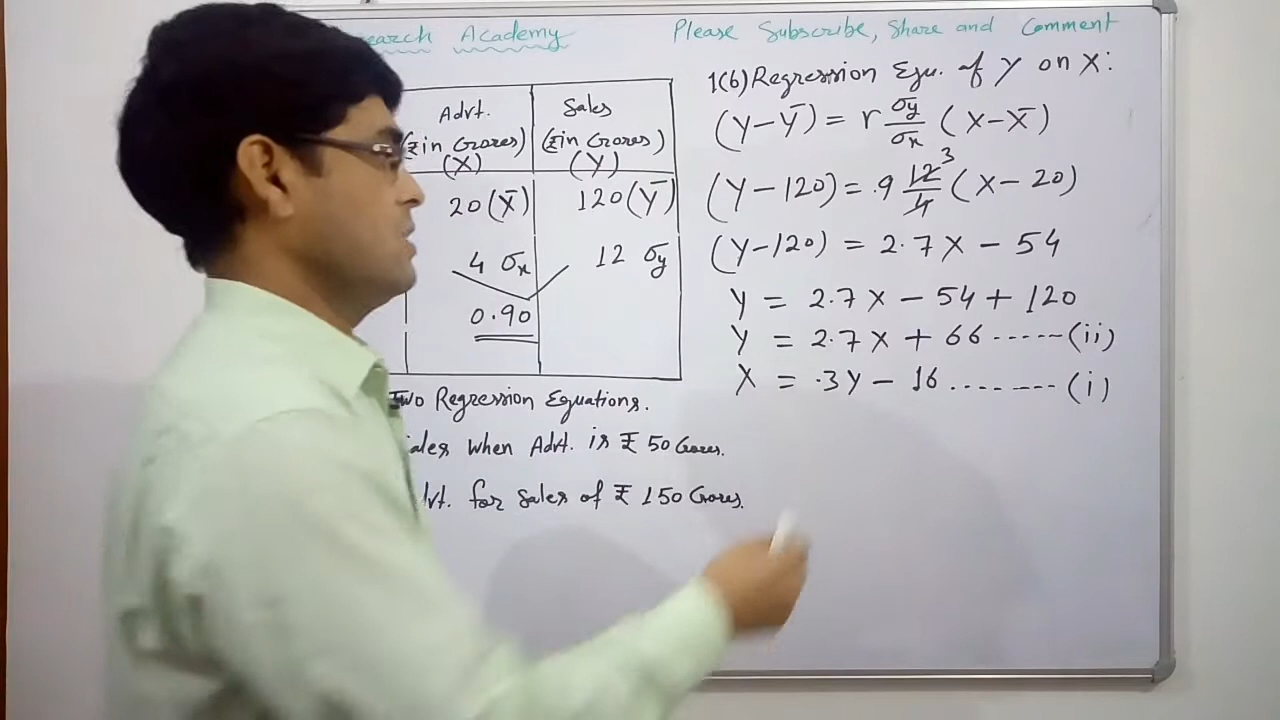 Academy
Please Subscribe, Share and Comment
Advt.
(₹in Crores)
(X)
Sales
(₹in Crores)
(Y)
20(X̄)
120(Ȳ)
4 σx
12 σy
0.90
Two Regression Equations.
when Advt. is ₹ 50 Crores.
for Sales of ₹ 150 Crores.
1(b) Regression Equ. of Y on X:
(Y-Ȳ) = r σy/σx (X-X̄)
(Y-120) = .9 12/4 3 (X-20)
(Y-120) = 2.7X - 54
Y = 2.7X - 54 + 120
Y = 2.7X + 66 ------(ii)
X = .3Y - 16 --------(i)